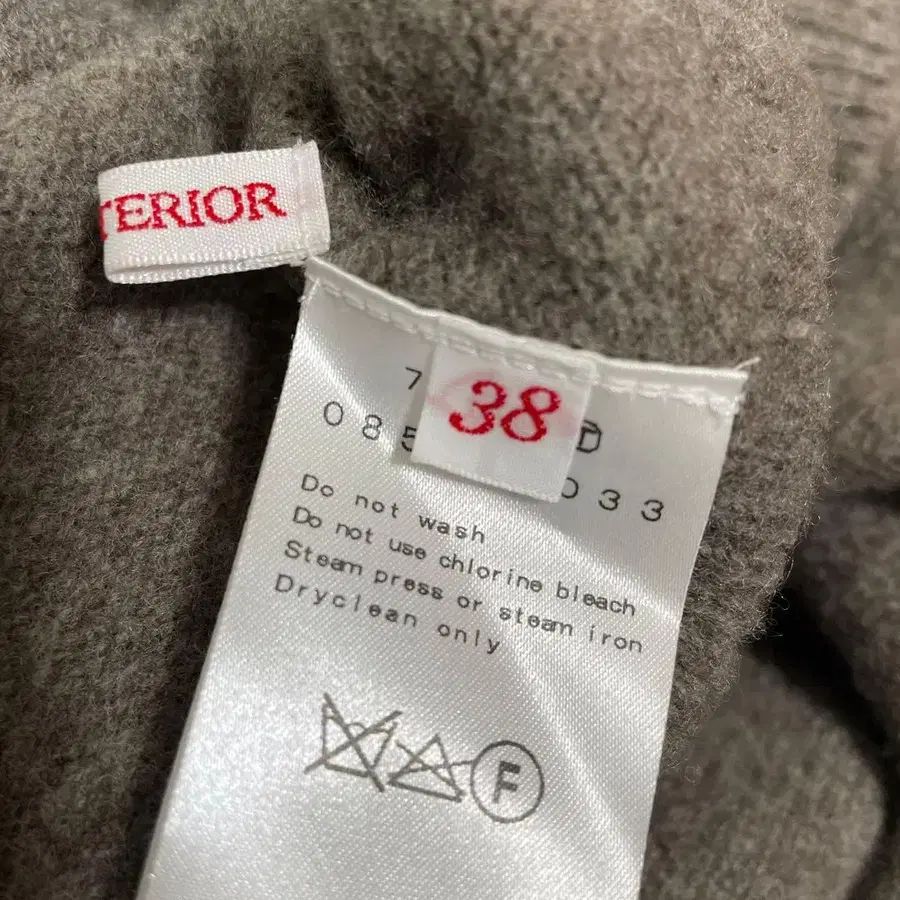 TERIOR
38
7
085
033
Do not wash
Do not use chlorine bleach
Steam press or steam iron
Dryclean only
F